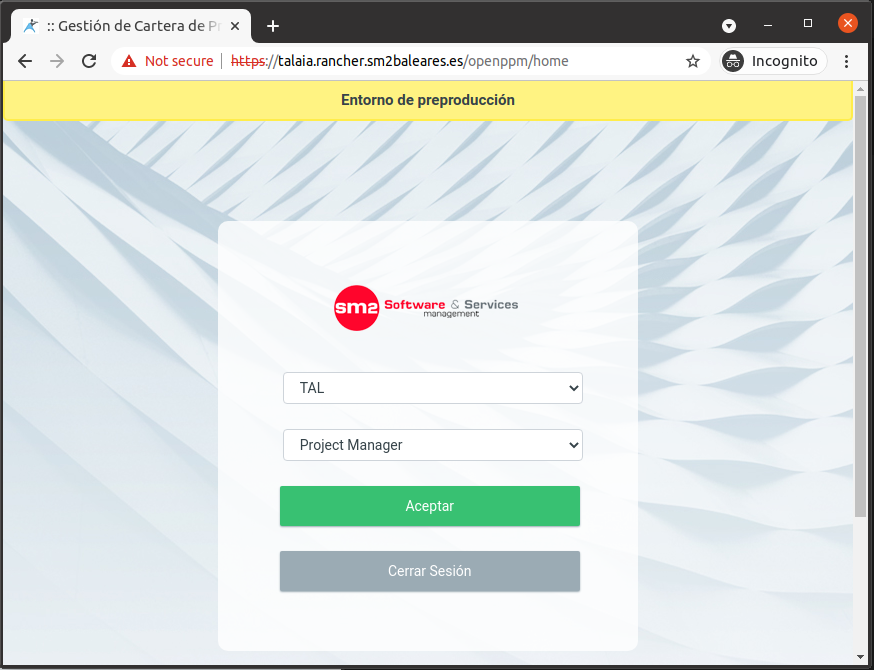 :: Gestión de Cartera de Pr
Not secure
https://talaia.rancher.sm2baleares.es/openppm/home
Incognito
Entorno de preproducción
sm2 Software & Services
management
TAL
Project Manager
Aceptar
Cerrar Sesión